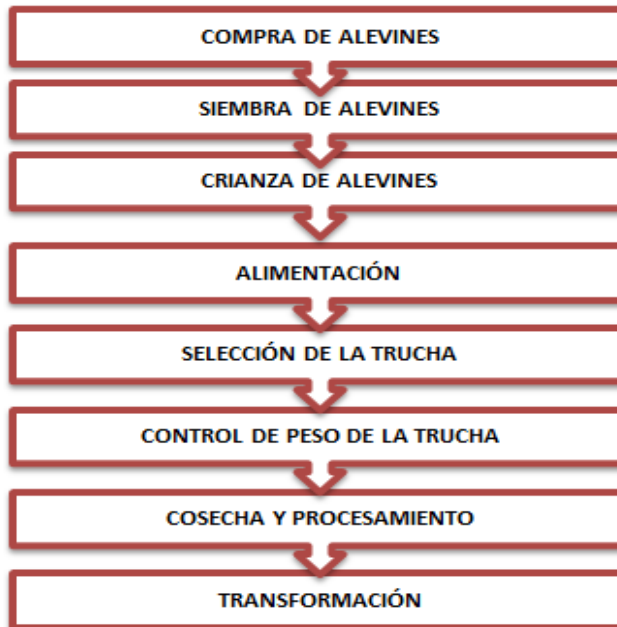 COMPRA DE ALEVINES
SIEMBRA DE ALEVINES
CRIANZA DE ALEVINES
ALIMENTACIÓN
SELECCIÓN DE LA TRUCHA
CONTROL DE PESO DE LA TRUCHA
COSECHA Y PROCESAMIENTO
TRANSFORMACIÓN